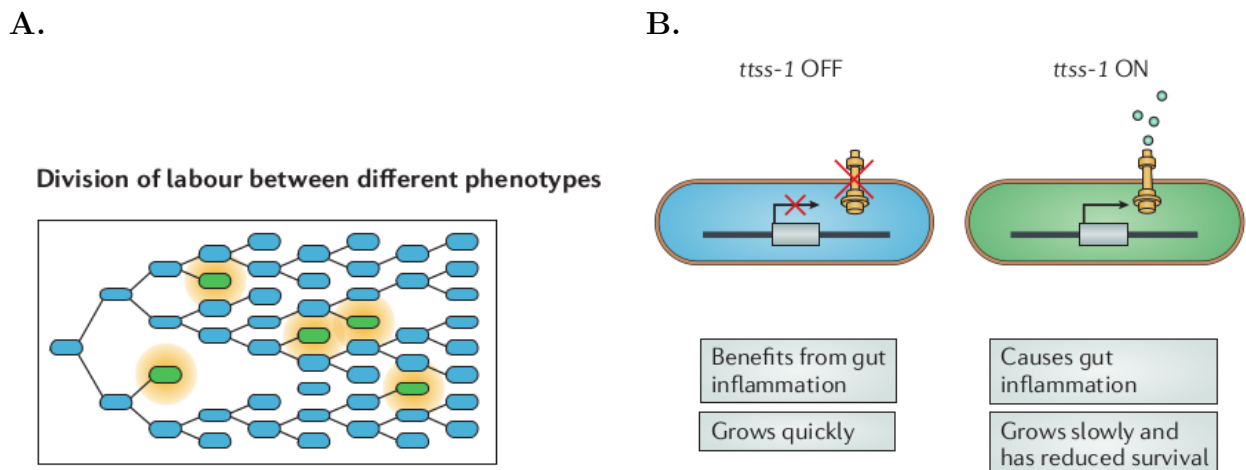 A.
Division of labour between different phenotypes
B.
ttss-1 OFF
ttss-1 ON
Benefits from gut
inflammation
Grows quickly
Causes gut
inflammation
Grows slowly and
has reduced survival